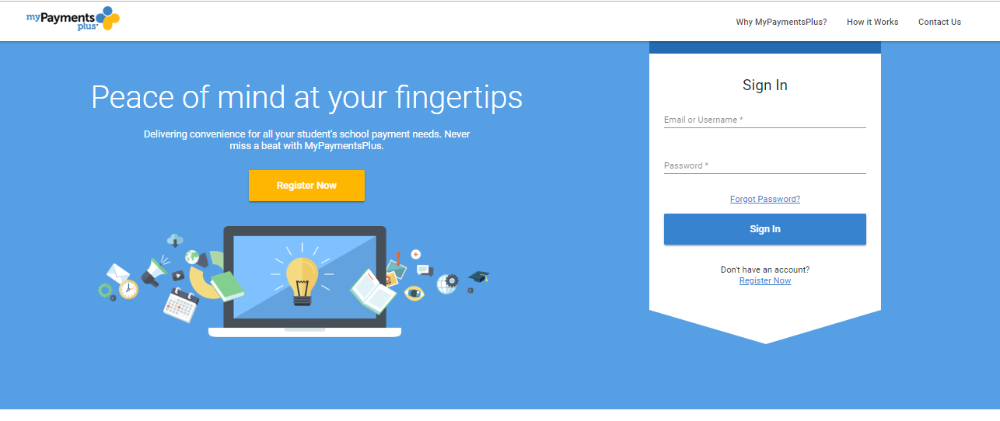 myPayments
plus
Why MyPaymentsPlus?
How it Works
Contact Us
Peace of mind at your fingertips
Delivering convenience for all your student's school payment needs. Never
miss a beat with MyPaymentsPlus.
Register Now
Sign In
Email or Username *
Password *
Forgot Password?
Sign In
Don't have an account?
Register Now